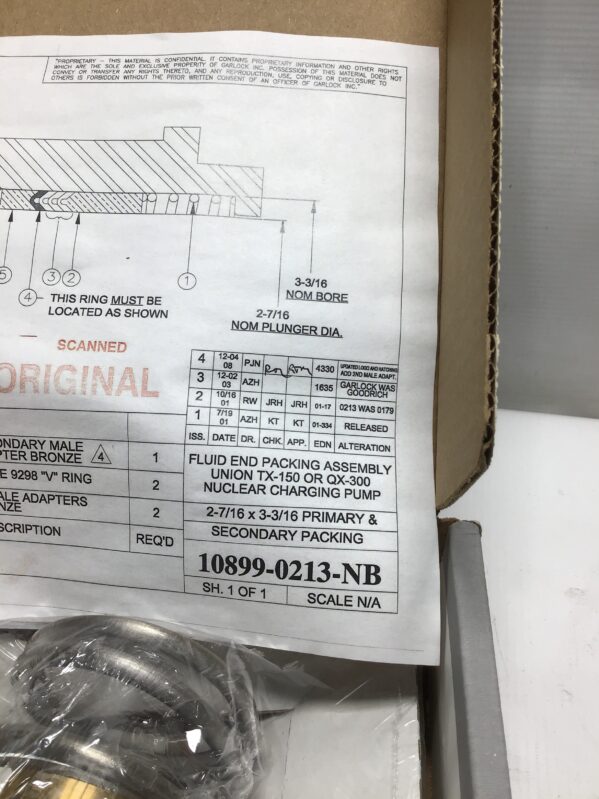 "PROPRIETARY – THIS MATERIAL IS CONFIDENTIAL. IT CONTAINS PROPRIETARY INFORMATION AND OTHER RIGHTS
WHICH ARE THE SOLE AND EXCLUSIVE PROPERTY OF GARLOCK INC. POSSESSION OF THIS MATERIAL DOES NOT
CONVEY OR TRANSFER ANY RIGHTS THERETO, AND ANY REPRODUCTION, USE, COPYING OR DISCLOSURE TO
OTHERS IS FORBIDDEN WITHOUT THE PRIOR WRITTEN CONSENT OF AN OFFICER OF GARLOCK INC."
5
3 2
1
4
THIS RING MUST BE
LOCATED AS SHOWN
3-3/16
NOM BORE
2-7/16
NOM PLUNGER DIA.
SCANNED
ORIGINAL
4 12-04 08 PJN 4330 UPDATED LOGO AND MATCHING ADD 2ND MALE ADAPT.
3 12-02 03 AZH 1635 GARLOCK WAS GOODRICH
2 10/16 01 RW JRH JRH 01-17 0213 WAS 0179
1 7/19 01 AZH KT KT 01-334 RELEASED
ISS. DATE DR. CHK. APP. EDN ALTERATION
ONDARY MALE
PTER BRONZE 4 1
E 9298 "V" RING 2
ALE ADAPTERS
NZE 2
SCRIPTION REQ'D
FLUID END PACKING ASSEMBLY
UNION TX-150 OR QX-300
NUCLEAR CHARGING PUMP
2-7/16 x 3-3/16 PRIMARY &
SECONDARY PACKING
10899-0213-NB
SH. 1 OF 1 SCALE N/A